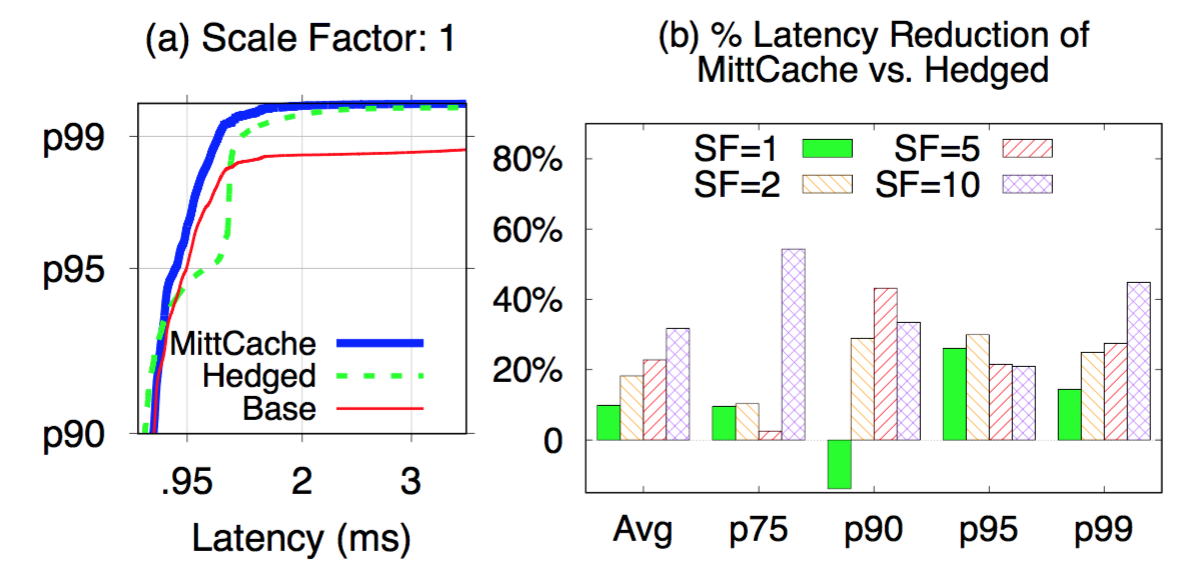 (a) Scale Factor: 1
p99
p95
p90
MittCache
Hedged
Base
.95 2 3
Latency (ms)
(b) % Latency Reduction of
MittCache vs. Hedged
80%
60%
40%
20%
0
SF=1 SF=5
SF=2 SF=10
Avg p75 p90 p95 p99